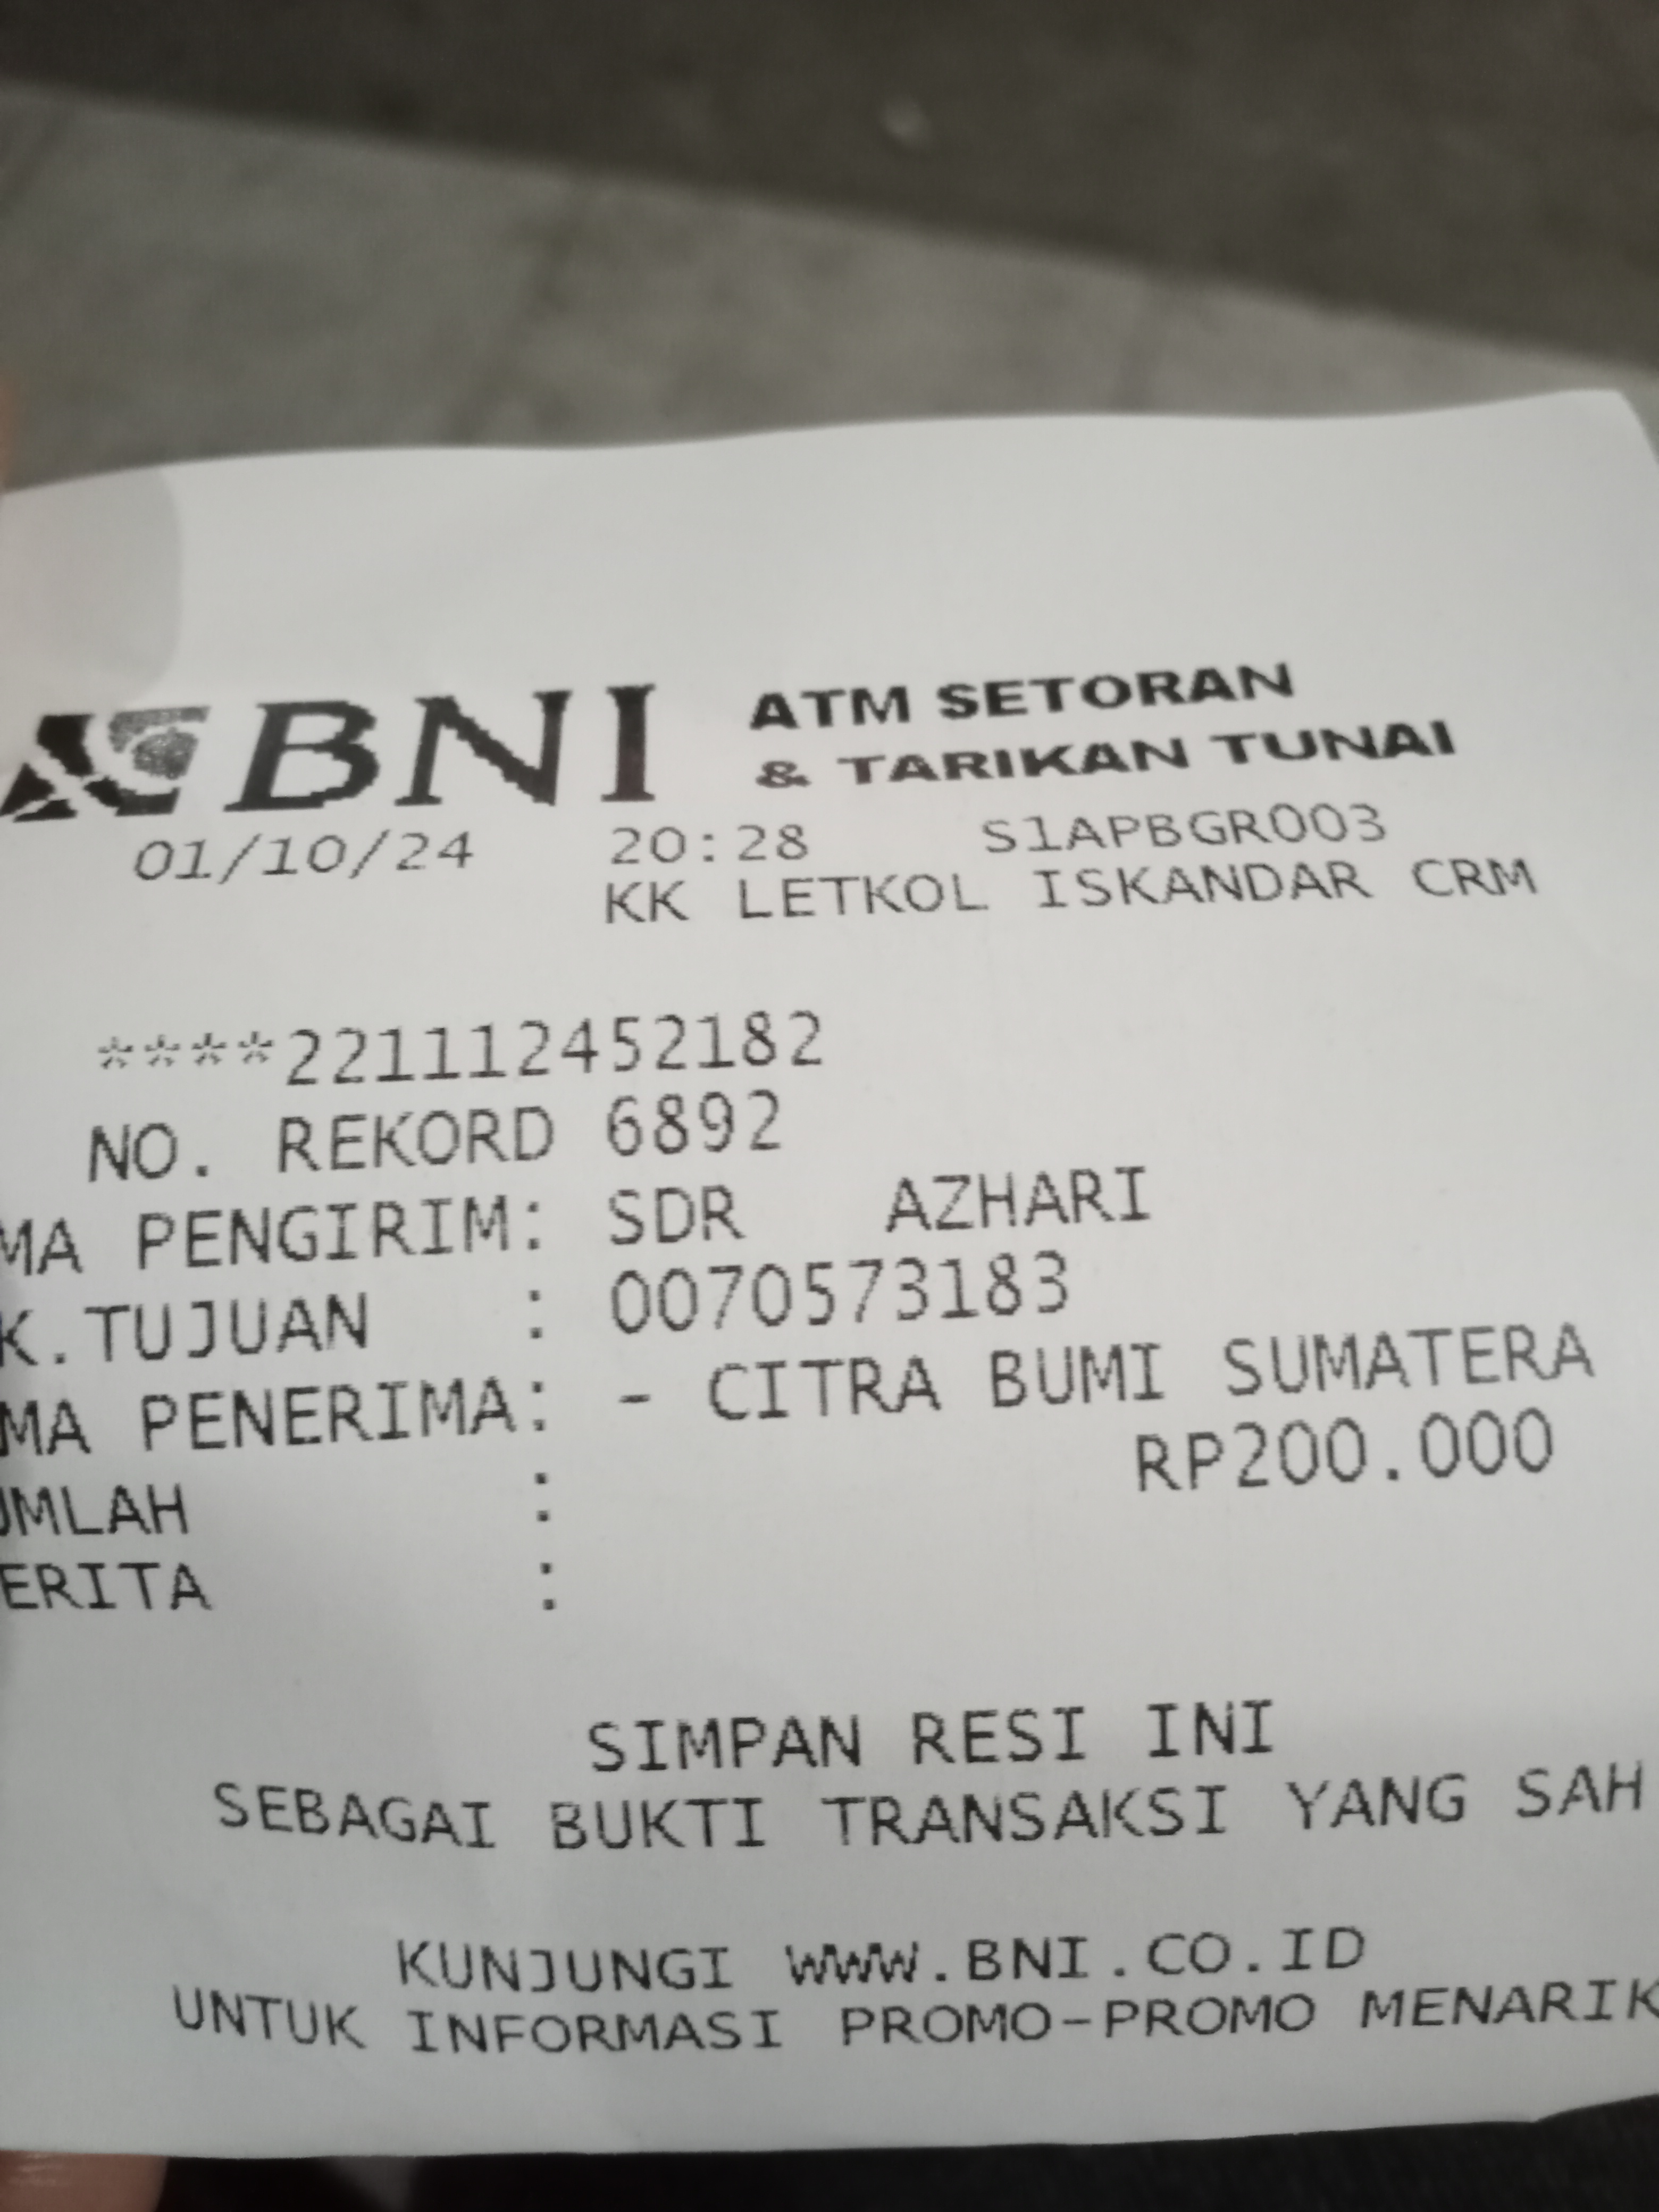 BNI ATM SETORAN
& TARIKAN TUNAI
01/10/24 20:28 S1APBGR003
KK LETKOL ISKANDAR CRM
****221112452182
NO. REKORD 6892
MA PENGIRIM: SDR AZHARI
K.TUJUAN : 0070573183
MA PENERIMA: - CITRA BUMI SUMATERA
UMLAH : RP200.000
ERITA :
SIMPAN RESI INI
SEBAGAI BUKTI TRANSAKSI YANG SAH
KUNJUNGI WWW.BNI.CO.ID
UNTUK INFORMASI PROMO-PROMO MENARIK